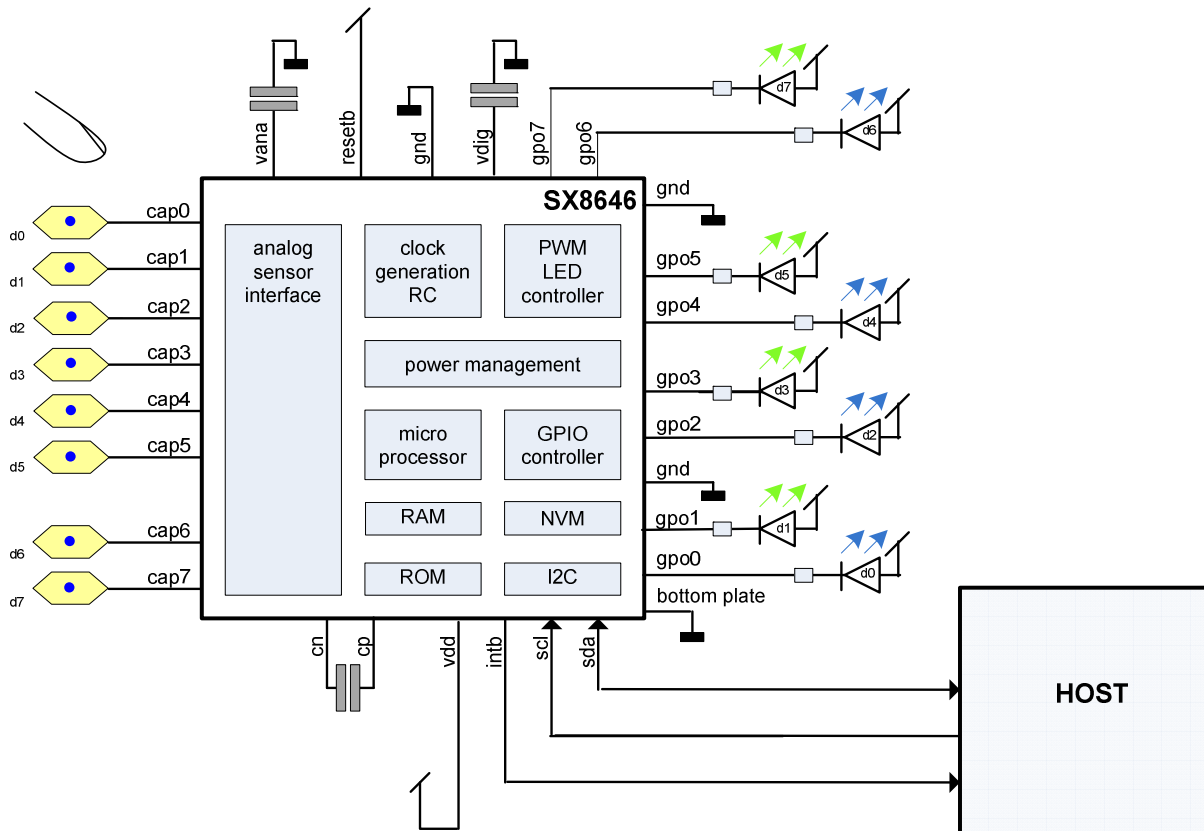 vana
resetb
gnd
vdig
gpo7
gpo6
d7
d6
SX8646
gnd
cap0
d0
cap1
d1
cap2
d2
cap3
d3
cap4
d4
cap5
d5
cap6
d6
cap7
d7
analog
sensor
interface
clock
generation
RC
PWM
LED
controller
power management
micro
processor
GPIO
controller
RAM
NVM
ROM
I2C
gpo5
d5
gpo4
d4
gpo3
d3
gpo2
d2
gnd
gpo1
d1
gpo0
d0
bottom plate
cn
cp
vdd
intb
scl
sda
HOST